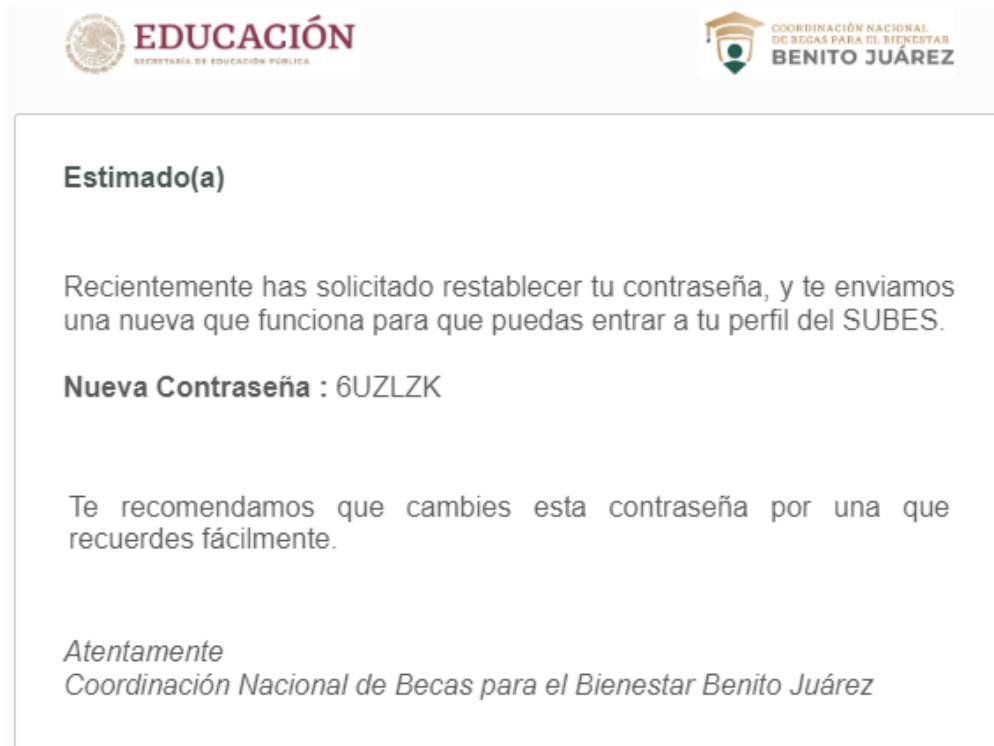 EDUCACIÓN
SECRETARÍA DE EDUCACIÓN PÚBLICA
COORDINACIÓN NACIONAL
DE BECAS PARA EL BIENESTAR
BENITO JUÁREZ
Estimado(a)
Recientemente has solicitado restablecer tu contraseña, y te enviamos
una nueva que funciona para que puedas entrar a tu perfil del SUBES.
Nueva Contraseña : 6UZLZK
Te recomendamos que cambies esta contraseña por una que
recuerdes fácilmente.
Atentamente
Coordinación Nacional de Becas para el Bienestar Benito Juárez